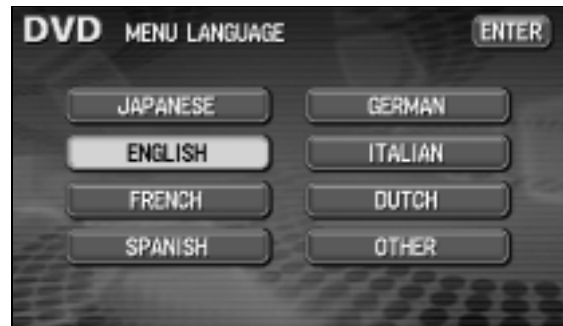 DVD MENU LANGUAGE ENTER
JAPANESE GERMAN
ENGLISH ITALIAN
FRENCH DUTCH
SPANISH OTHER